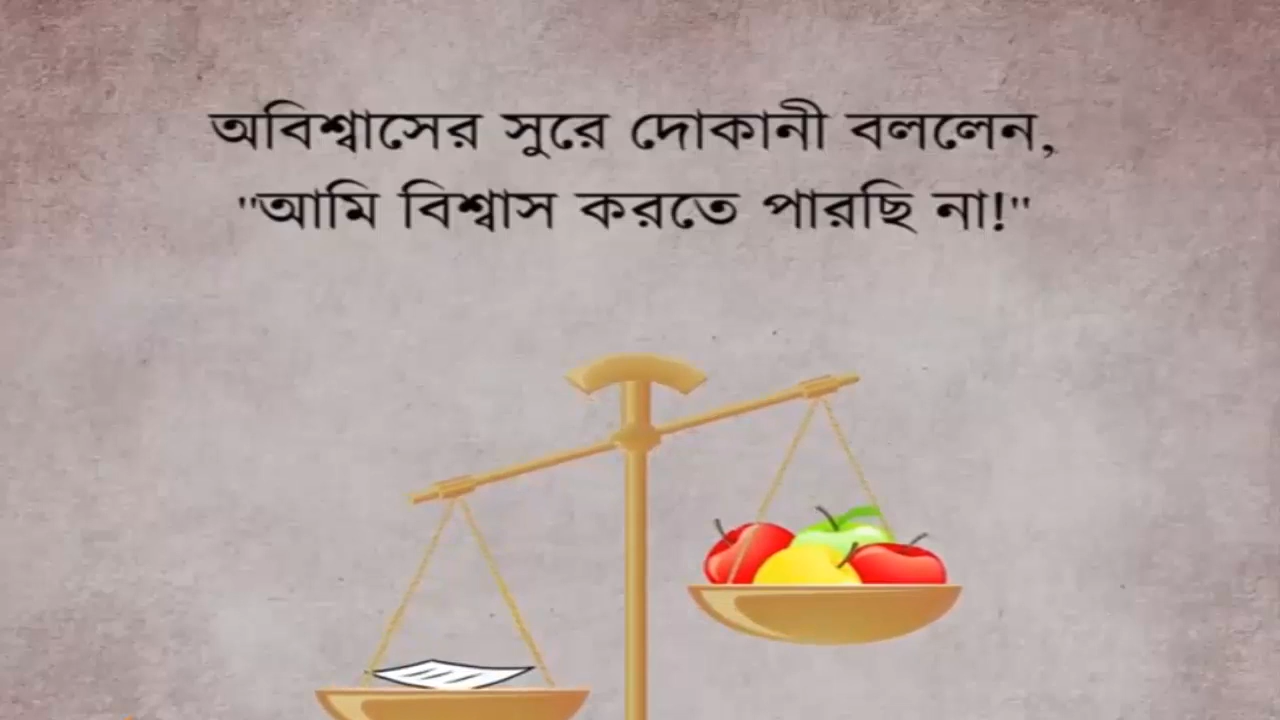 অবিশ্বাসের সুরে দোকানী বললেন,
"আমি বিশ্বাস করতে পারছি না!"